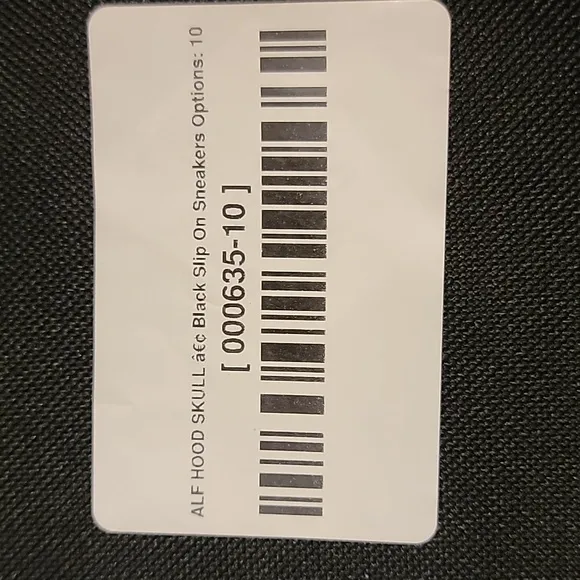 ALF HOOD SKULL â€¢ Black Slip On Sneakers Options: 10
[ 000635-10 ]